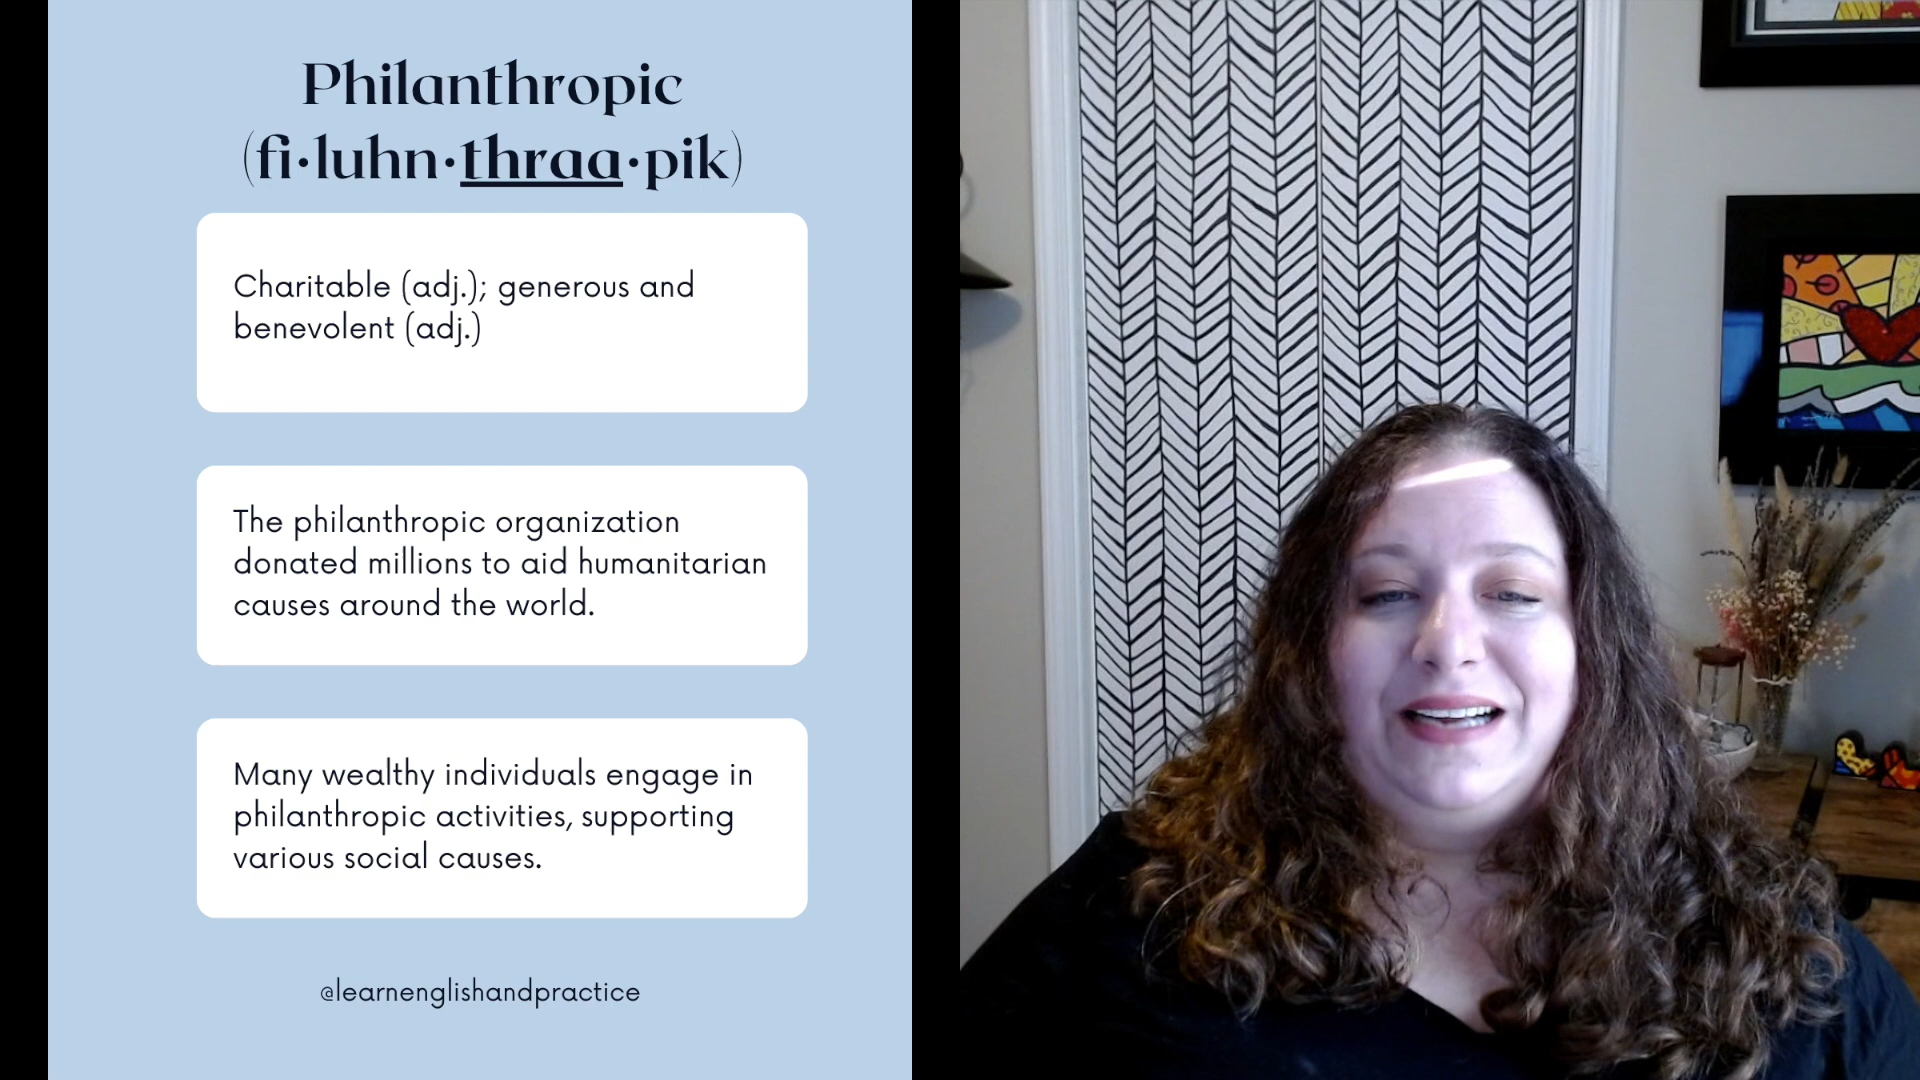 Philanthropic
(fi·luhn·thraa·pik)
Charitable (adj.); generous and
benevolent (adj.)
The philanthropic organization
donated millions to aid humanitarian
causes around the world.
Many wealthy individuals engage in
philanthropic activities, supporting
various social causes.
@learnenglishandpractice